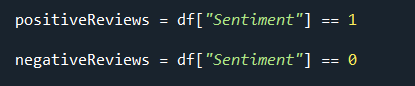 positiveReviews = df["Sentiment"] == 1
negativeReviews = df["Sentiment"] == 0